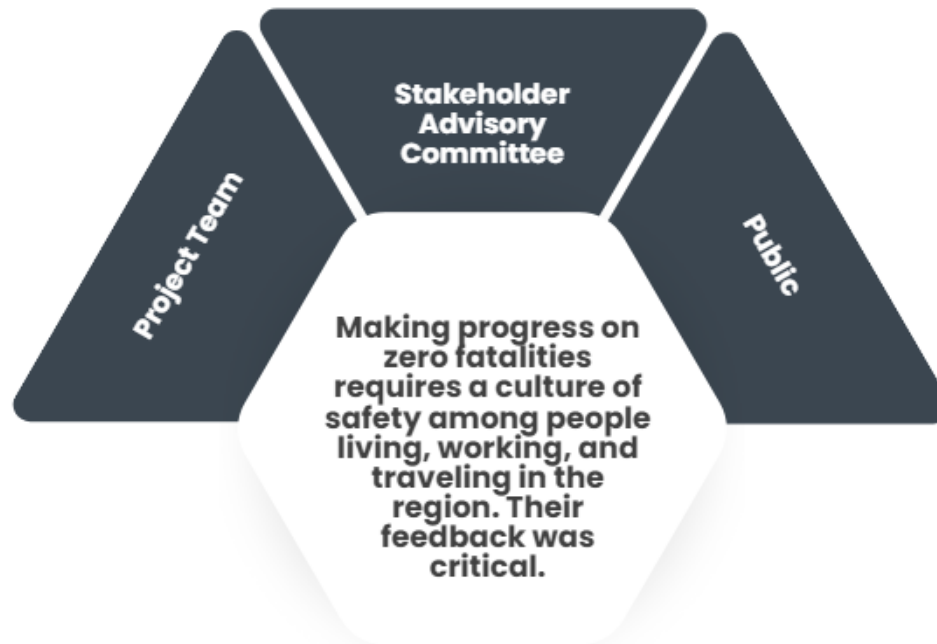 Stakeholder
Advisory
Committee
Project Team
Public
Making progress on
zero fatalities
requires a culture of
safety among people
living, working, and
traveling in the
region. Their
feedback was
critical.